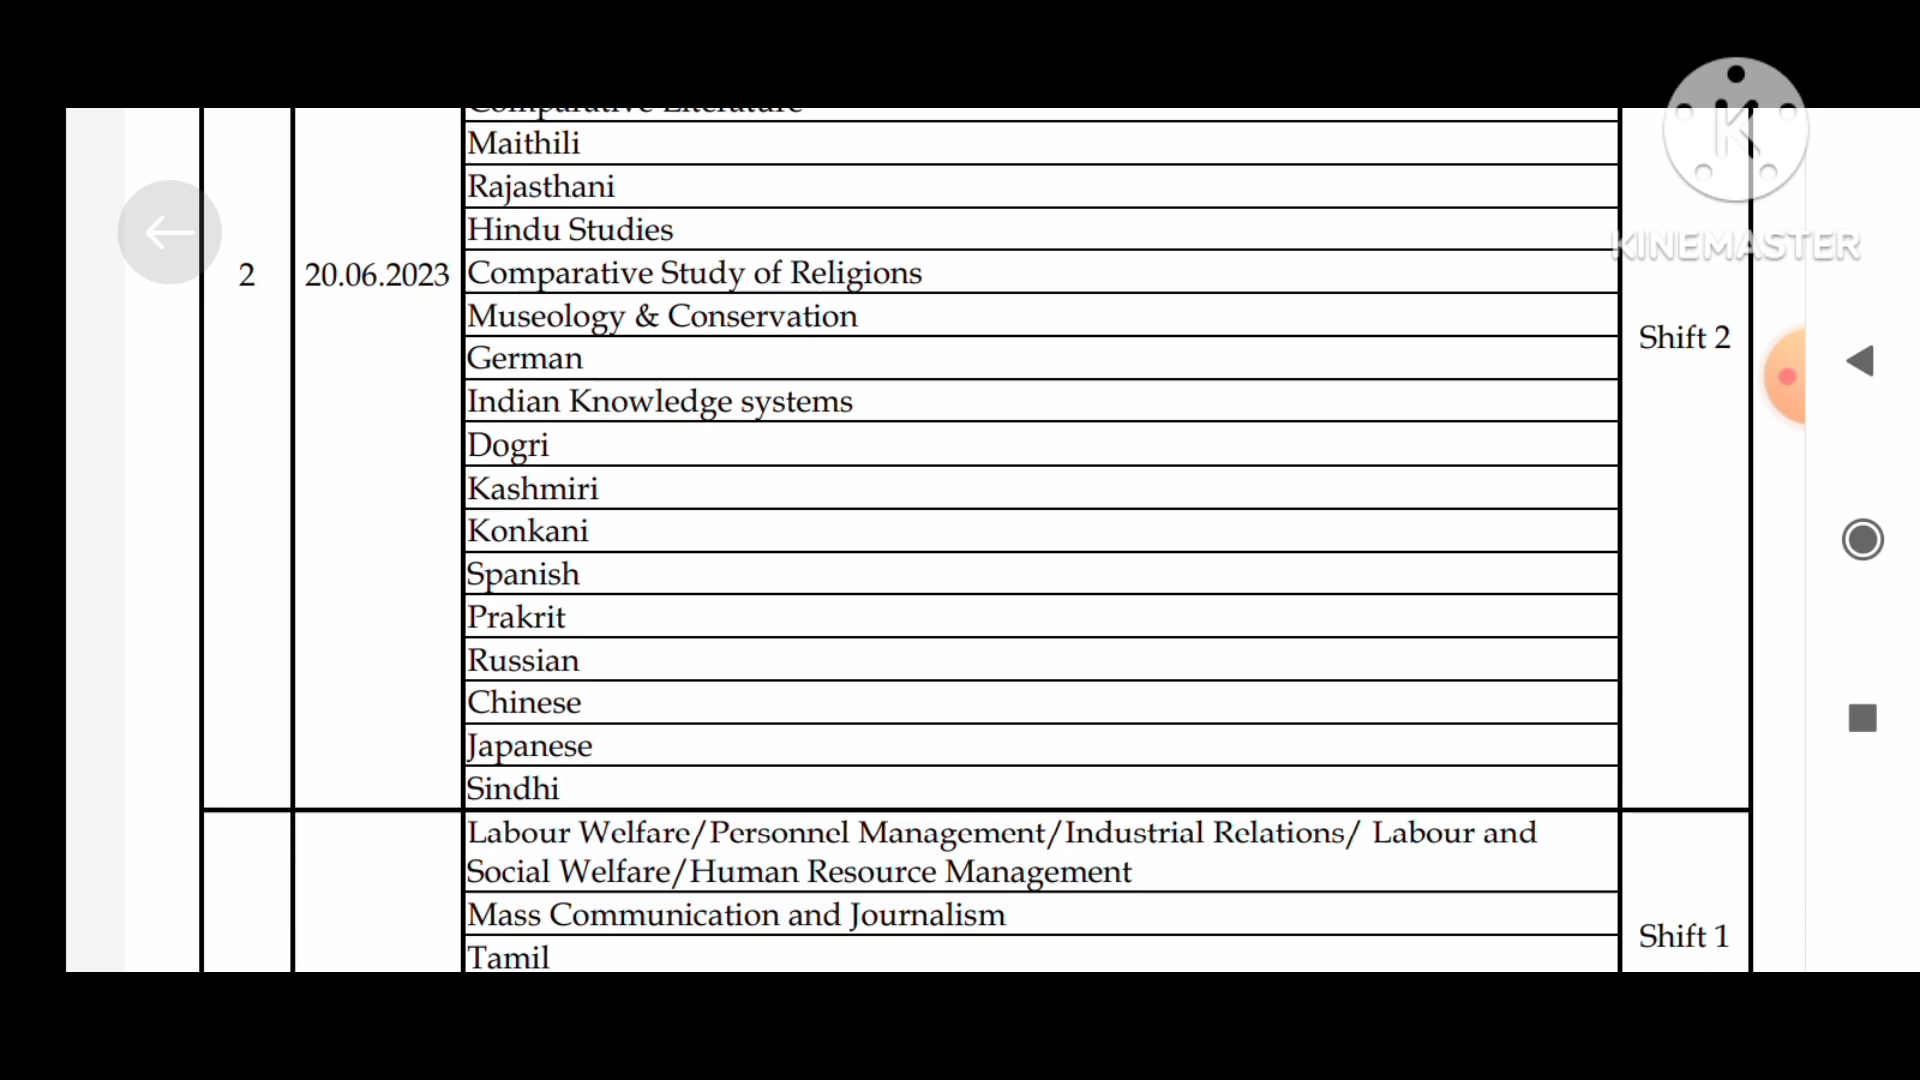 Comparative Literature
Maithili
Rajasthani
Hindu Studies
2 20.06.2023 Comparative Study of Religions
Museology & Conservation
Shift 2
German
Indian Knowledge systems
Dogri
Kashmiri
Konkani
Spanish
Prakrit
Russian
Chinese
Japanese
Sindhi
Labour Welfare/Personnel Management/Industrial Relations/ Labour and
Social Welfare/Human Resource Management
Mass Communication and Journalism
Shift 1
Tamil
K
KINEMASTER